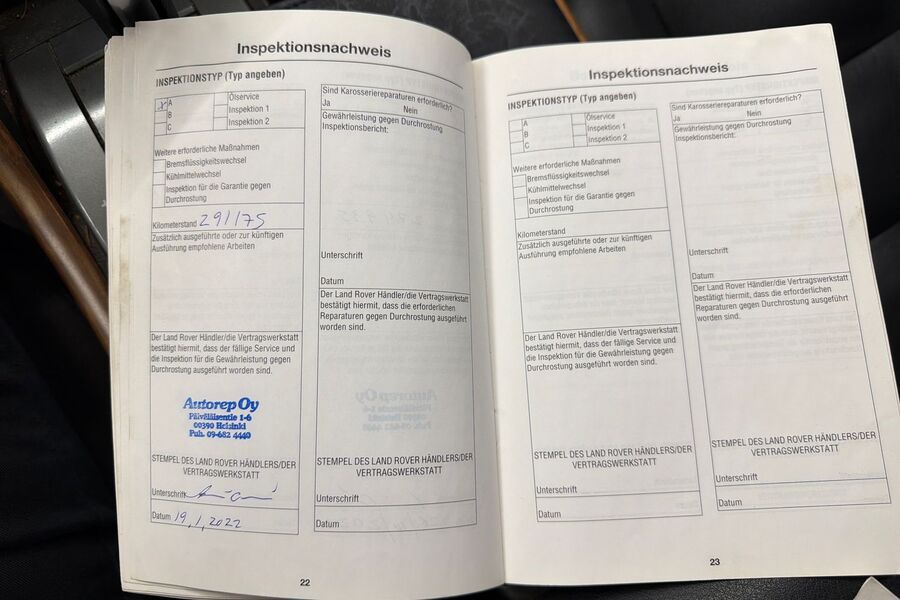 Inspektionsnachweis
INSPEKTIONSTYP (Typ angeben)
x A Ölservice
B Inspektion 1
C Inspektion 2
Weitere erforderliche Maßnahmen
Bremsflüssigkeitswechsel
Kühlmittelwechsel
Inspektion für die Garantie gegen
Durchrostung
Kilometerstand 291175
Zusätzlich ausgeführte oder zur künftigen
Ausführung empfohlene Arbeiten
Der Land Rover Händler/die Vertragswerkstatt
bestätigt hiermit, dass der fällige Service und
die Inspektion für die Gewährleistung gegen
Durchrostung ausgeführt worden sind.
Autorep Oy
Päiväläisentie 1-6
00390 Helsinki
Puh. 09-682 4440
STEMPEL DES LAND ROVER HÄNDLERS/DER
VERTRAGSWERKSTATT
Unterschrift
Datum 19.1.2022
Sind Karosseriereparaturen erforderlich?
Ja Nein
Gewährleistung gegen Durchrostung
Inspektionsbericht:
Unterschrift
Datum
Der Land Rover Händler/die Vertragswerkstatt
bestätigt hiermit, dass die erforderlichen
Reparaturen gegen Durchrostung ausgeführt
worden sind.
STEMPEL DES LAND ROVER HÄNDLERS/DER
VERTRAGSWERKSTATT
Unterschrift
Datum
22
Inspektionsnachweis
INSPEKTIONSTYP (Typ angeben)
A Ölservice
B Inspektion 1
C Inspektion 2
Weitere erforderliche Maßnahmen
Bremsflüssigkeitswechsel
Kühlmittelwechsel
Inspektion für die Garantie gegen
Durchrostung
Kilometerstand
Zusätzlich ausgeführte oder zur künftigen
Ausführung empfohlene Arbeiten
Der Land Rover Händler/die Vertragswerkstatt
bestätigt hiermit, dass der fällige Service und
die Inspektion für die Gewährleistung gegen
Durchrostung ausgeführt worden sind.
STEMPEL DES LAND ROVER HÄNDLERS/DER
VERTRAGSWERKSTATT
Unterschrift
Datum
Sind Karosseriereparaturen erforderlich?
Ja Nein
Gewährleistung gegen Durchrostung
Inspektionsbericht:
Unterschrift
Datum
Der Land Rover Händler/die Vertragswerkstatt
bestätigt hiermit, dass die erforderlichen
Reparaturen gegen Durchrostung ausgeführt
worden sind.
STEMPEL DES LAND ROVER HÄNDLERS/DER
VERTRAGSWERKSTATT
Unterschrift
Datum
23